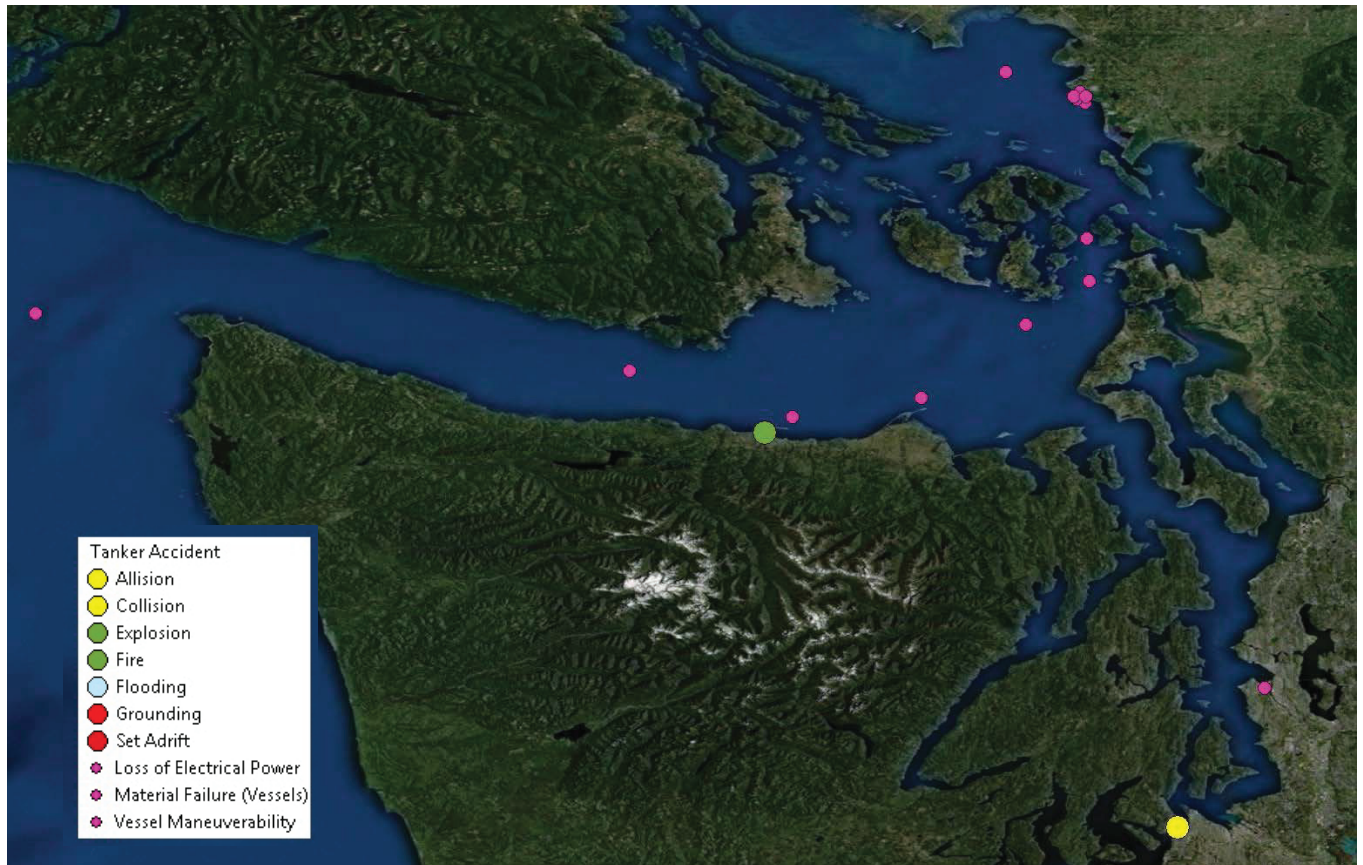 Tanker Accident
Allision
Collision
Explosion
Fire
Flooding
Grounding
Set Adrift
Loss of Electrical Power
Material Failure (Vessels)
Vessel Maneuverability